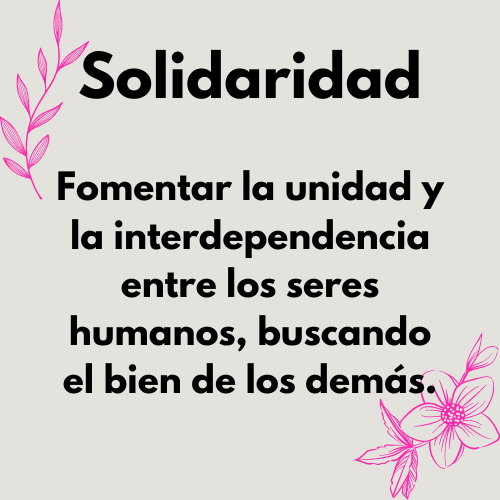 Solidaridad
Fomentar la unidad y
la interdependencia
entre los seres
humanos, buscando
el bien de los demás.